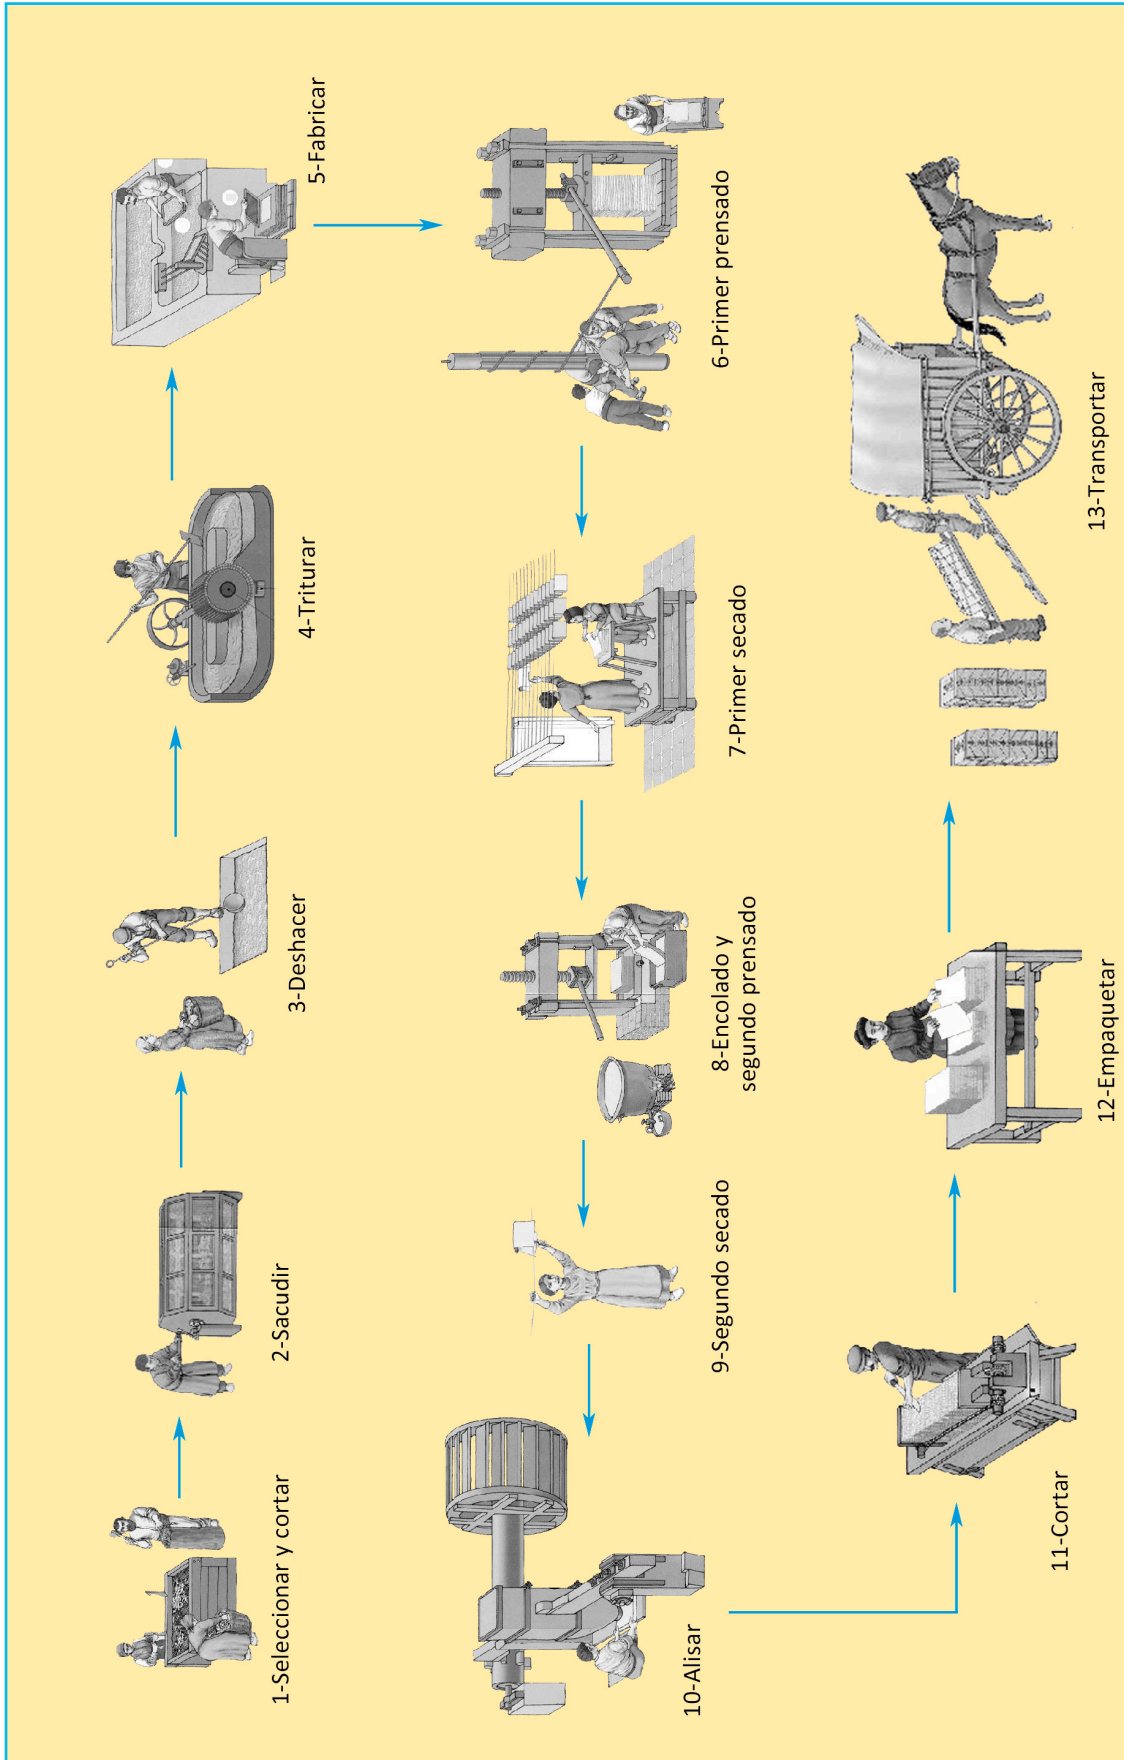 1-Seleccionar y cortar
2-Sacudir
3-Deshacer
4-Triturar
5-Fabricar
6-Primer prensado
7-Primer secado
8-Encolado y
segundo prensado
9-Segundo secado
10-Alisar
11-Cortar
12-Empaquetar
13-Transportar